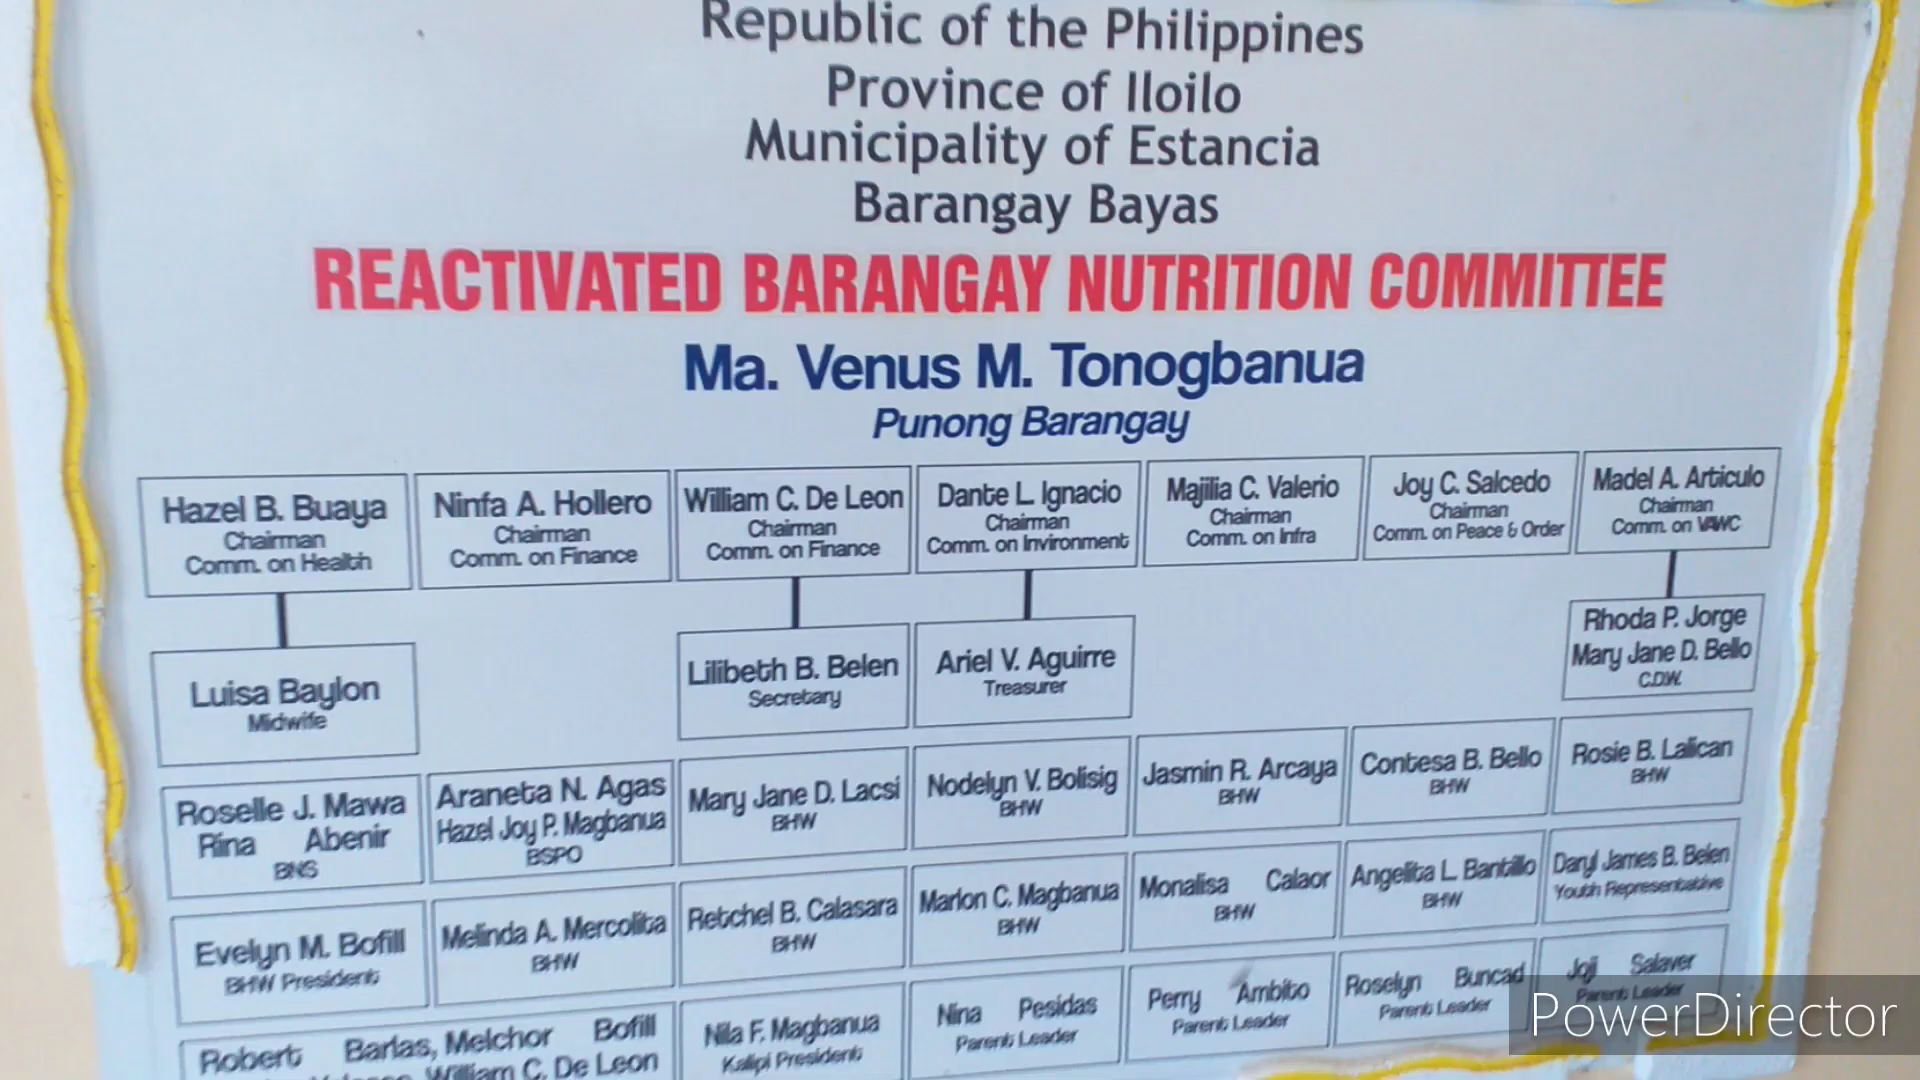 Republic of the Philippines
Province of Iloilo
Municipality of Estancia
Barangay Bayas
REACTIVATED BARANGAY NUTRITION COMMITTEE
Ma. Venus M. Tonogbanua
Punong Barangay
Hazel B. Buaya
Chairman
Comm. on Health
Ninfa A. Hollero
Chairman
Comm. on Finance
William C. De Leon
Chairman
Comm. on Finance
Dante L. Ignacio
Chairman
Comm. on Invironment
Majilia C. Valerio
Chairman
Comm. on Infra
Joy C. Salcedo
Chairman
Comm. on Peace & Order
Madel A. Articulo
Chairman
Comm. on VAWC
Luisa Baylon
Midwife
Lilibeth B. Belen
Secretary
Ariel V. Aguirre
Treasurer
Rhoda P. Jorge
Mary Jane D. Bello
C.D.W.
Roselle J. Mawa
Rina Abenir
BNS
Araneta N. Agas
Hazel Joy P. Magbanua
BSPO
Mary Jane D. Lacsi
BHW
Nodelyn V. Bolisig
BHW
Jasmin R. Arcaya
BHW
Contesa B. Bello
BHW
Rosie B. Lalican
BHW
Evelyn M. Bofill
BHW President
Melinda A. Mercolita
BHW
Retchel B. Calasara
BHW
Marlon C. Magbanua
BHW
Monalisa Calaor
BHW
Angelita L. Bantillo
BHW
Daryl James B. Belen
Youth Representative
Robert Barlas, Melchor Bofill
William C. De Leon
Nila F. Magbanua
Kalipi President
Nina Pesidas
Parent Leader
Perry Ambito
Parent Leader
Roselyn Buncad
Parent Leader
Joji Salaver
Parent Leader
PowerDirector